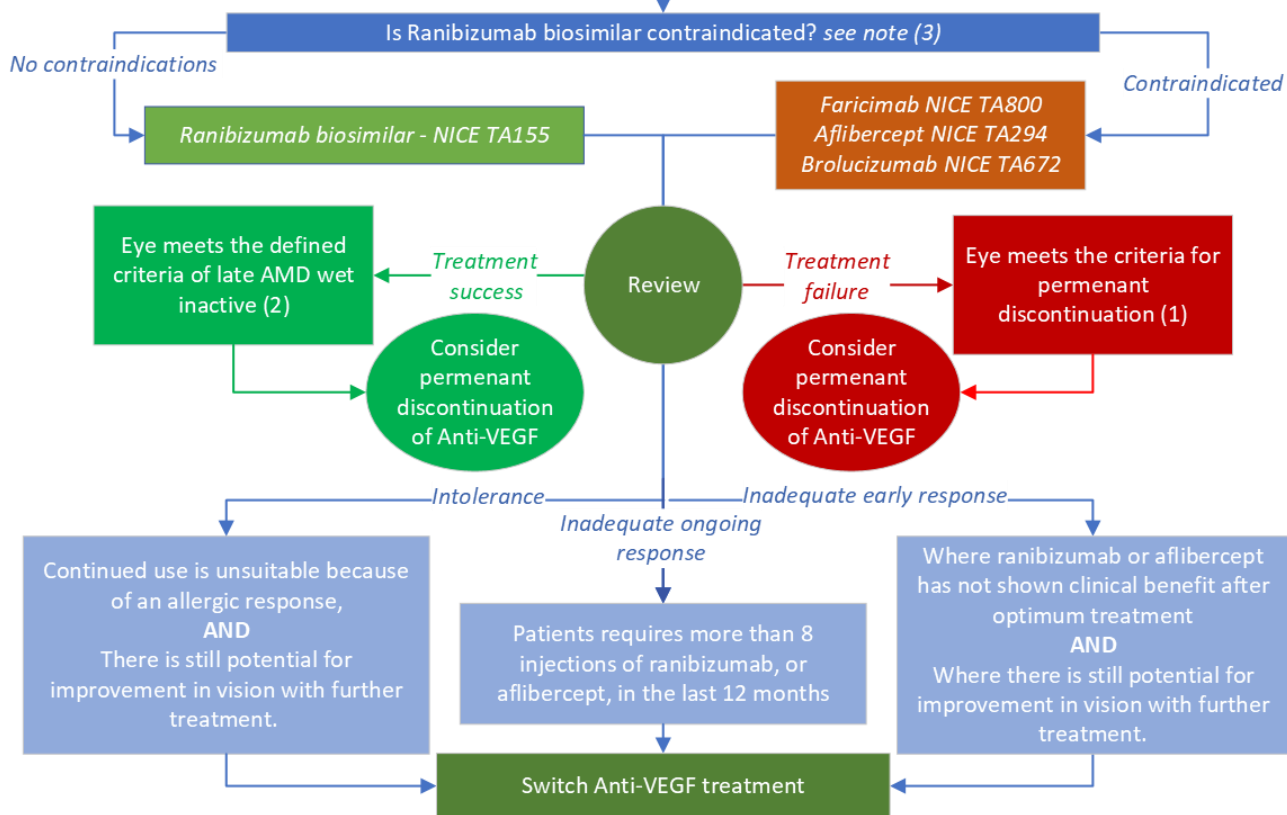 Is Ranibizumab biosimilar contraindicated? see note (3)
No contraindications
Contraindicated
Ranibizumab biosimilar - NICE TA155
Faricimab NICE TA800
Aflibercept NICE TA294
Brolucizumab NICE TA672
Eye meets the defined
criteria of late AMD wet
inactive (2)
Treatment
success
Review
Treatment
failure
Eye meets the criteria for
permenant
discontinuation (1)
Consider
permenant
discontinuation
of Anti-VEGF
Consider
permenant
discontinuation
of Anti-VEGF
Intolerance
Inadequate ongoing
response
Inadequate early response
Continued use is unsuitable because
of an allergic response,
AND
There is still potential for
improvement in vision with further
treatment.
Patients requires more than 8
injections of ranibizumab, or
aflibercept, in the last 12 months
Where ranibizumab or aflibercept
has not shown clinical benefit after
optimum treatment
AND
Where there is still potential for
improvement in vision with further
treatment.
Switch Anti-VEGF treatment